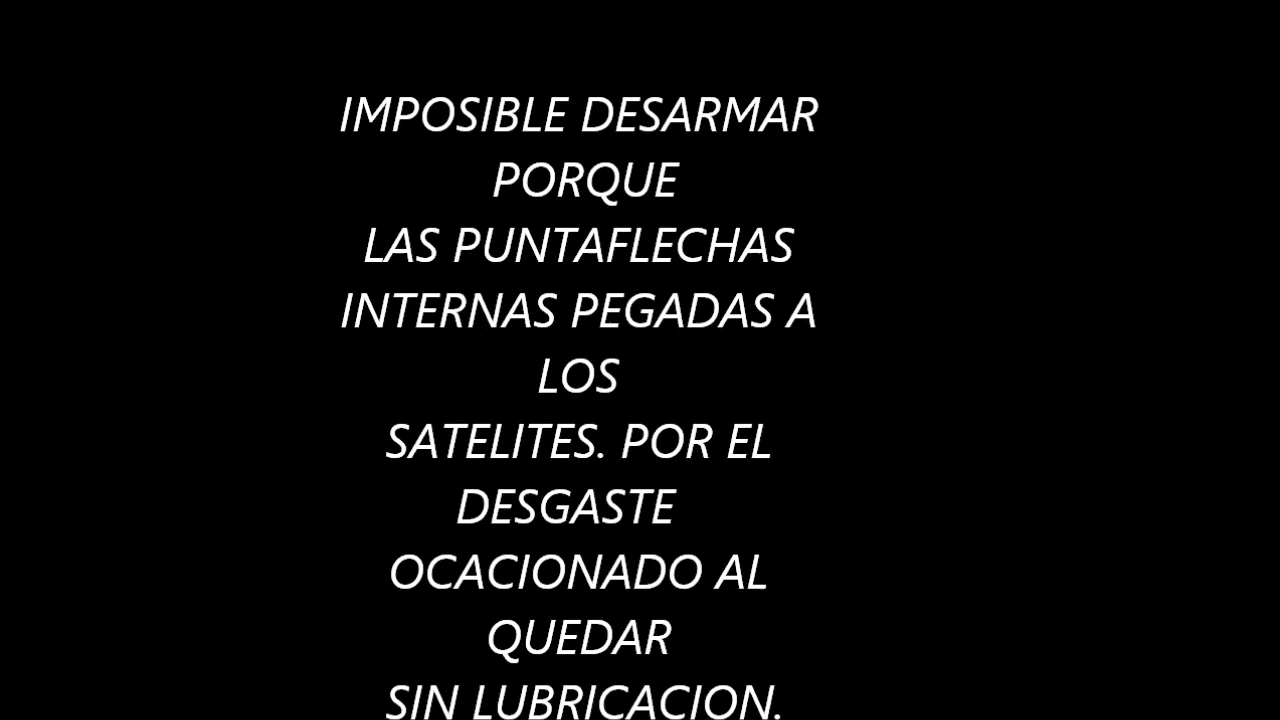 IMPOSIBLE DESARMAR
PORQUE
LAS PUNTAFLECHAS
INTERNAS PEGADAS A
LOS
SATELITES. POR EL
DESGASTE
OCACIONADO AL
QUEDAR
SIN LUBRICACION.